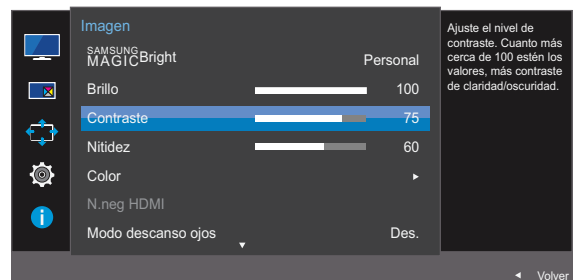 Imagen
SAMSUNG
MAGICBright Personal
Brillo 100
Contraste 75
Nitidez 60
Color
N.neg HDMI
Modo descanso ojos Des.
Ajuste el nivel de
contraste. Cuanto más
cerca de 100 estén los
valores, más contraste
de claridad/oscuridad.
Volver